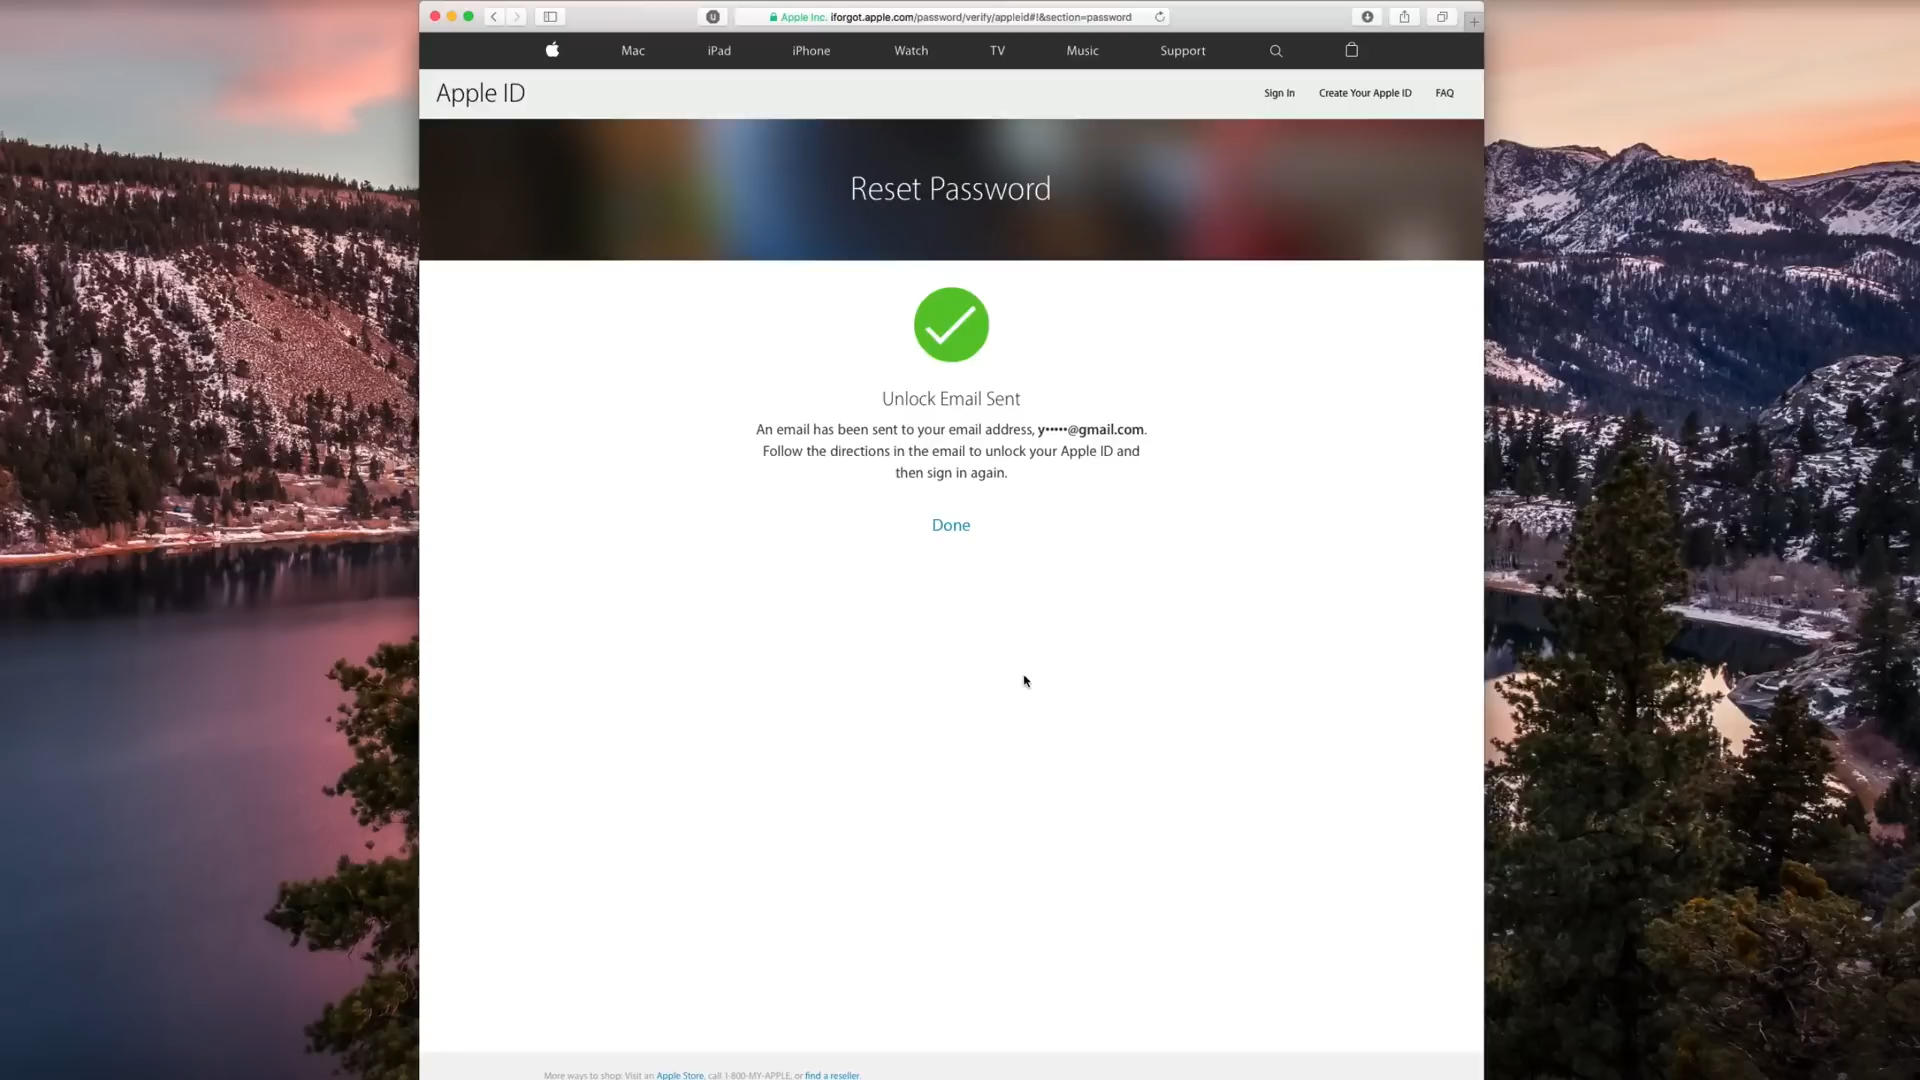 Apple Inc. iforgot.apple.com/password/verify/appleid#!&section=password
Mac iPad iPhone Watch TV Music Support
Apple ID
Sign In Create Your Apple ID FAQ
Reset Password
Unlock Email Sent
An email has been sent to your email address, y•••••@gmail.com.
Follow the directions in the email to unlock your Apple ID and
then sign in again.
Done
More ways to shop: Visit an Apple Store, call 1-800-MY-APPLE, or find a reseller.